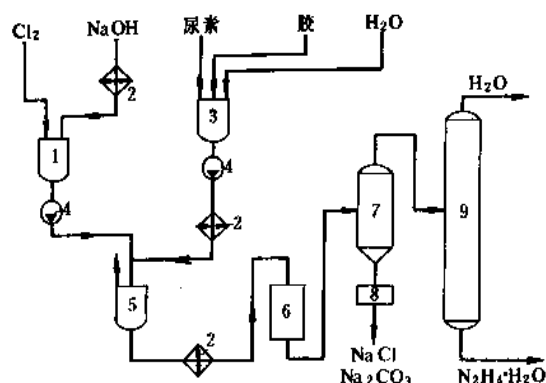 Cl₂
NaOH
尿素
胶
H₂O
2
1
3
4
4
2
5
2
6
7
8
9
H₂O
NaCl
Na₂CO₃
N₂H₄·H₂O